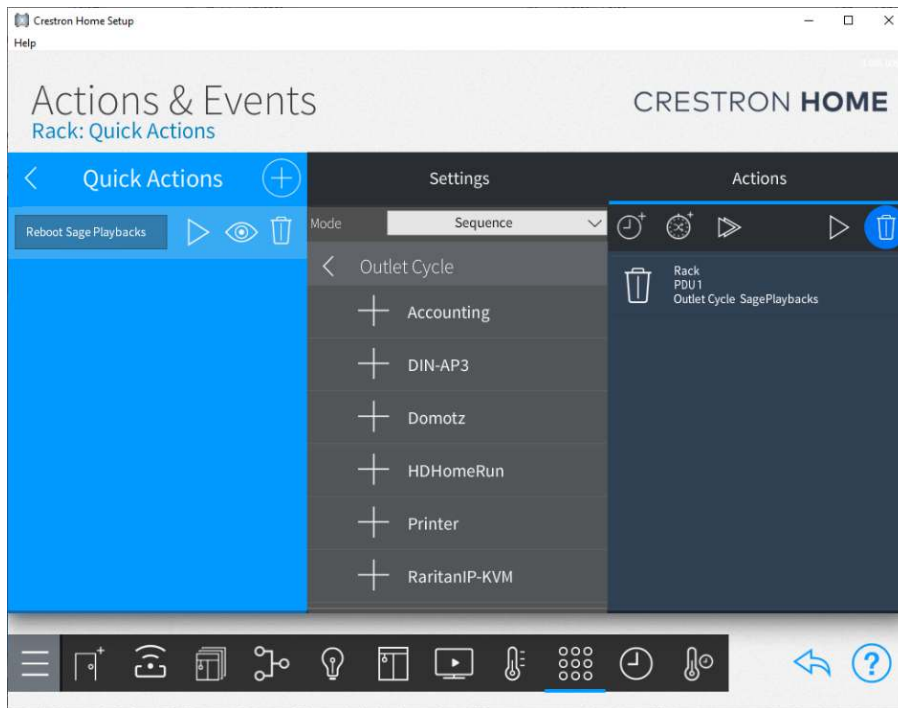 Crestron Home Setup
Help
Actions & Events
CRESTRON HOME
Rack: Quick Actions
Quick Actions
Settings
Actions
Reboot Sage Playbacks
Mode
Sequence
Outlet Cycle
Rack
PDU1
Outlet Cycle SagePlaybacks
Accounting
DIN-AP3
Domotz
HDHomeRun
Printer
RaritanIP-KVM
?